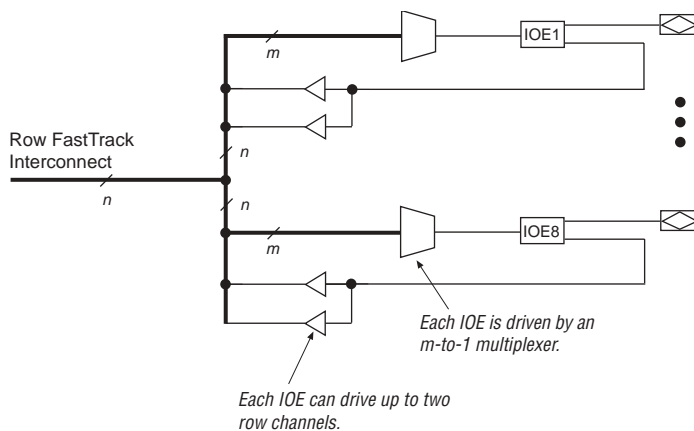 m
IOE1
Row FastTrack
Interconnect
n
n
n
m
IOE8
Each IOE is driven by an
m-to-1 multiplexer.
Each IOE can drive up to two
row channels.